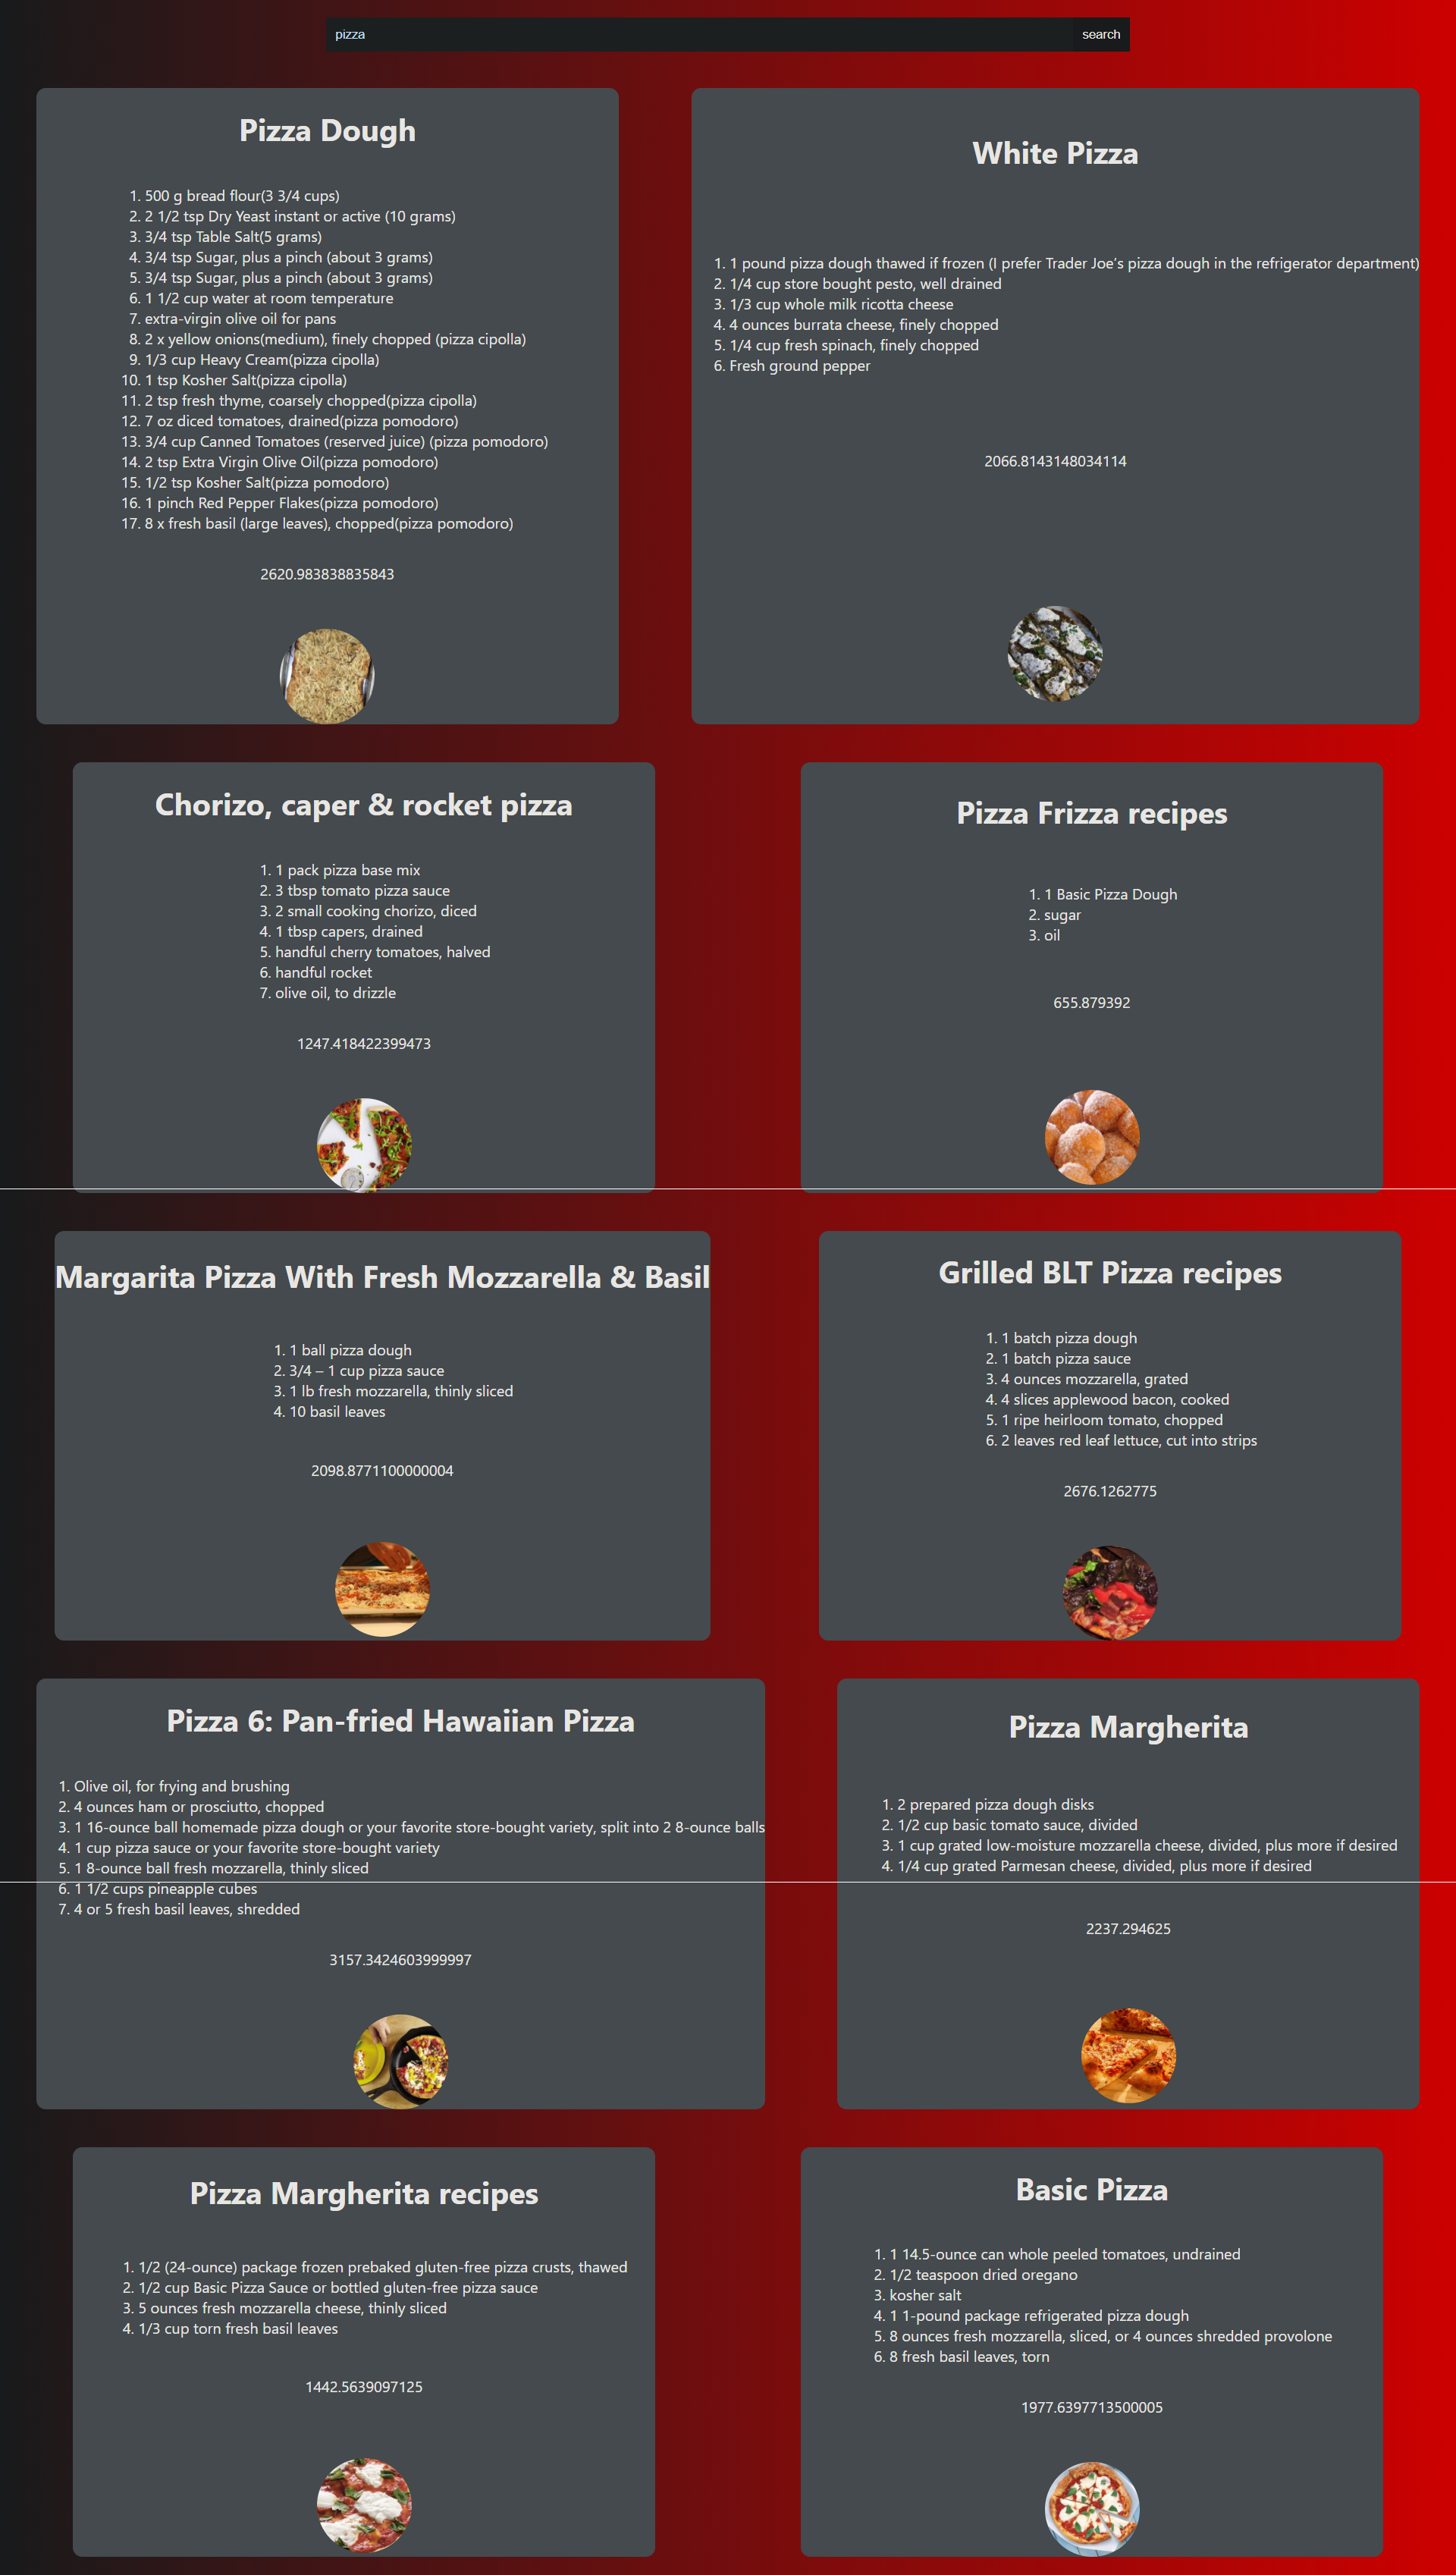 pizza
search
Pizza Dough
1. 500 g bread flour(3 3/4 cups)
2. 2 1/2 tsp Dry Yeast instant or active (10 grams)
3. 3/4 tsp Table Salt(5 grams)
4. 3/4 tsp Sugar, plus a pinch (about 3 grams)
5. 3/4 tsp Sugar, plus a pinch (about 3 grams)
6. 1 1/2 cup water at room temperature
7. extra-virgin olive oil for pans
8. 2 x yellow onions(medium), finely chopped (pizza cipolla)
9. 1/3 cup Heavy Cream(pizza cipolla)
10. 1 tsp Kosher Salt(pizza cipolla)
11. 2 tsp fresh thyme, coarsely chopped(pizza cipolla)
12. 7 oz diced tomatoes, drained(pizza pomodoro)
13. 3/4 cup Canned Tomatoes (reserved juice) (pizza pomodoro)
14. 2 tsp Extra Virgin Olive Oil(pizza pomodoro)
15. 1/2 tsp Kosher Salt(pizza pomodoro)
16. 1 pinch Red Pepper Flakes(pizza pomodoro)
17. 8 x fresh basil (large leaves), chopped(pizza pomodoro)
2620.983838835843
White Pizza
1. 1 pound pizza dough thawed if frozen (I prefer Trader Joe’s pizza dough in the refrigerator department)
2. 1/4 cup store bought pesto, well drained
3. 1/3 cup whole milk ricotta cheese
4. 4 ounces burrata cheese, finely chopped
5. 1/4 cup fresh spinach, finely chopped
6. Fresh ground pepper
2066.8143148034114
Chorizo, caper & rocket pizza
1. 1 pack pizza base mix
2. 3 tbsp tomato pizza sauce
3. 2 small cooking chorizo, diced
4. 1 tbsp capers, drained
5. handful cherry tomatoes, halved
6. handful rocket
7. olive oil, to drizzle
1247.418422399473
Pizza Frizza recipes
1. 1 Basic Pizza Dough
2. sugar
3. oil
655.879392
Margarita Pizza With Fresh Mozzarella & Basil
1. 1 ball pizza dough
2. 3/4 – 1 cup pizza sauce
3. 1 lb fresh mozzarella, thinly sliced
4. 10 basil leaves
2098.8771100000004
Grilled BLT Pizza recipes
1. 1 batch pizza dough
2. 1 batch pizza sauce
3. 4 ounces mozzarella, grated
4. 4 slices applewood bacon, cooked
5. 1 ripe heirloom tomato, chopped
6. 2 leaves red leaf lettuce, cut into strips
2676.1262775
Pizza 6: Pan-fried Hawaiian Pizza
1. Olive oil, for frying and brushing
2. 4 ounces ham or prosciutto, chopped
3. 1 16-ounce ball homemade pizza dough or your favorite store-bought variety, split into 2 8-ounce balls
4. 1 cup pizza sauce or your favorite store-bought variety
5. 1 8-ounce ball fresh mozzarella, thinly sliced
6. 1 1/2 cups pineapple cubes
7. 4 or 5 fresh basil leaves, shredded
3157.3424603999997
Pizza Margherita
1. 2 prepared pizza dough disks
2. 1/2 cup basic tomato sauce, divided
3. 1 cup grated low-moisture mozzarella cheese, divided, plus more if desired
4. 1/4 cup grated Parmesan cheese, divided, plus more if desired
2237.294625
Pizza Margherita recipes
1. 1/2 (24-ounce) package frozen prebaked gluten-free pizza crusts, thawed
2. 1/2 cup Basic Pizza Sauce or bottled gluten-free pizza sauce
3. 5 ounces fresh mozzarella cheese, thinly sliced
4. 1/3 cup torn fresh basil leaves
1442.5639097125
Basic Pizza
1. 1 14.5-ounce can whole peeled tomatoes, undrained
2. 1/2 teaspoon dried oregano
3. kosher salt
4. 1 1-pound package refrigerated pizza dough
5. 8 ounces fresh mozzarella, sliced, or 4 ounces shredded provolone
6. 8 fresh basil leaves, torn
1977.6397713500005